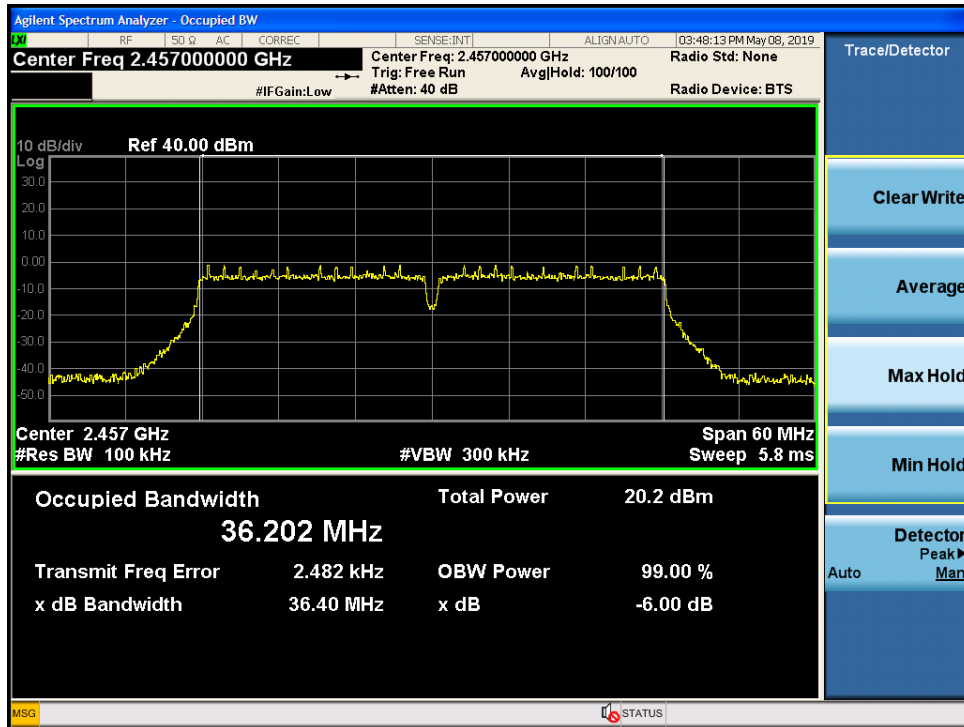 Agilent Spectrum Analyzer - Occupied BW
LXI RF 50 Ω AC CORREC SENSE:INT ALIGN AUTO 03:48:13 PM May 08, 2019
Center Freq 2.457000000 GHz
Center Freq: 2.457000000 GHz
Radio Std: None
Trig: Free Run Avg|Hold: 100/100
#IFGain:Low
#Atten: 40 dB
Radio Device: BTS
10 dB/div Ref 40.00 dBm
Log
30.0
20.0
10.0
0.00
-10.0
-20.0
-30.0
-40.0
-50.0
Center 2.457 GHz
Span 60 MHz
#Res BW 100 kHz
#VBW 300 kHz
Sweep 5.8 ms
Occupied Bandwidth
36.202 MHz
Total Power 20.2 dBm
Transmit Freq Error 2.482 kHz
OBW Power 99.00 %
x dB Bandwidth 36.40 MHz
x dB -6.00 dB
Trace/Detector
Clear Write
Average
Max Hold
Min Hold
Detector
Peak
Auto Man
MSG
STATUS